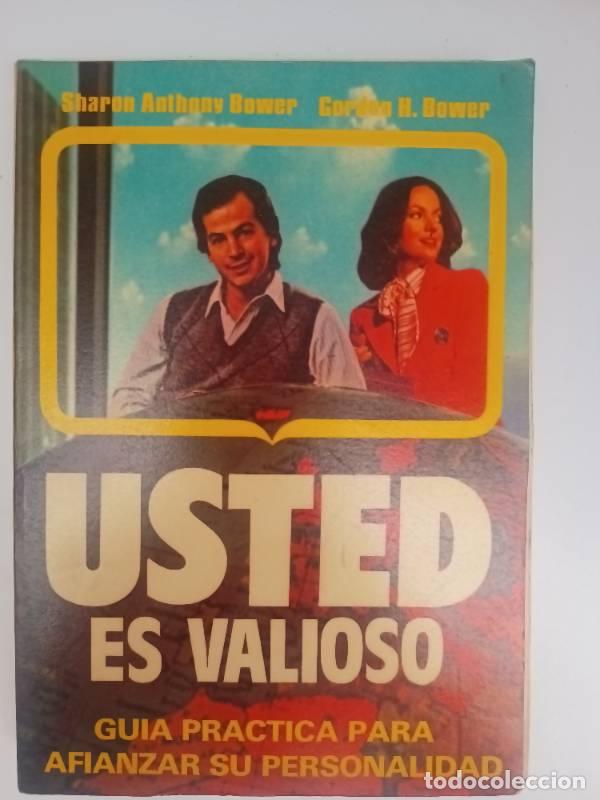 Sharon Anthony Bower Gordon H. Bower
USTED
ES VALIOSO
GUIA PRACTICA PARA
AFIANZAR SU PERSONALIDAD
todocoleccion